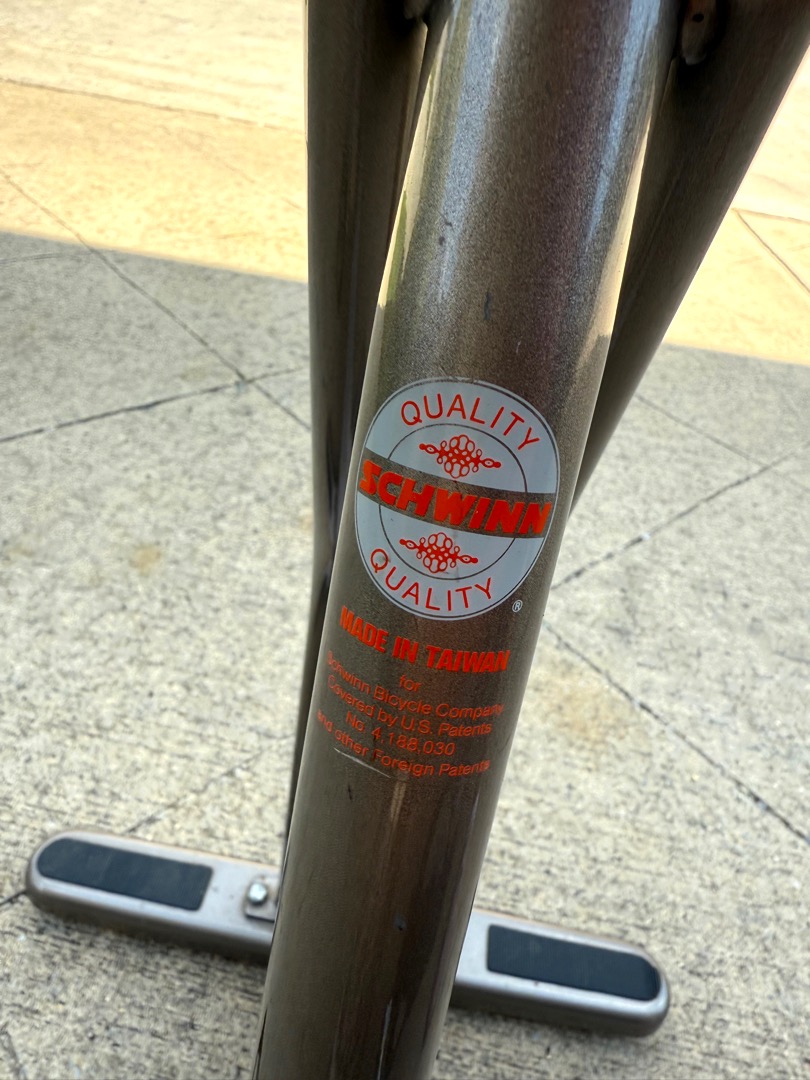 QUALITY
SCHWINN
QUALITY
®
MADE IN TAIWAN
for
Schwinn Bicycle Company
Covered by U.S. Patents
No. 4,188,030
and other Foreign Patents